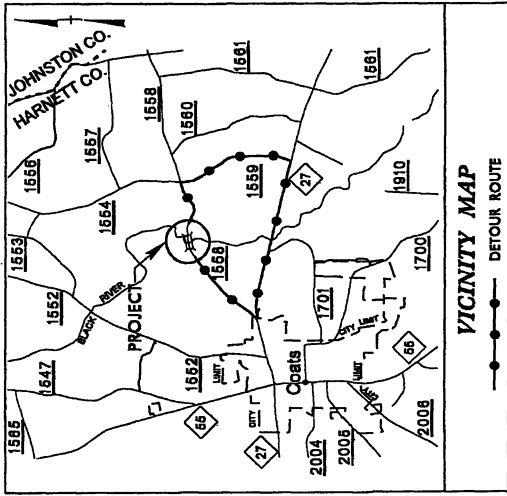 JOHNSTON CO.
HARNETT CO.
1556
1557
1558
1560
1561
1554
1553
1552
1547
1565
BLACK
RIVER
PROJECT
1558
1559
27
1561
1910
1700
1701
CITY LIMIT
1552
LIMIT
CITY
55
27
Coats
55
LIMIT
CITY
2004
2005
2006
VICINITY MAP
DETOUR ROUTE